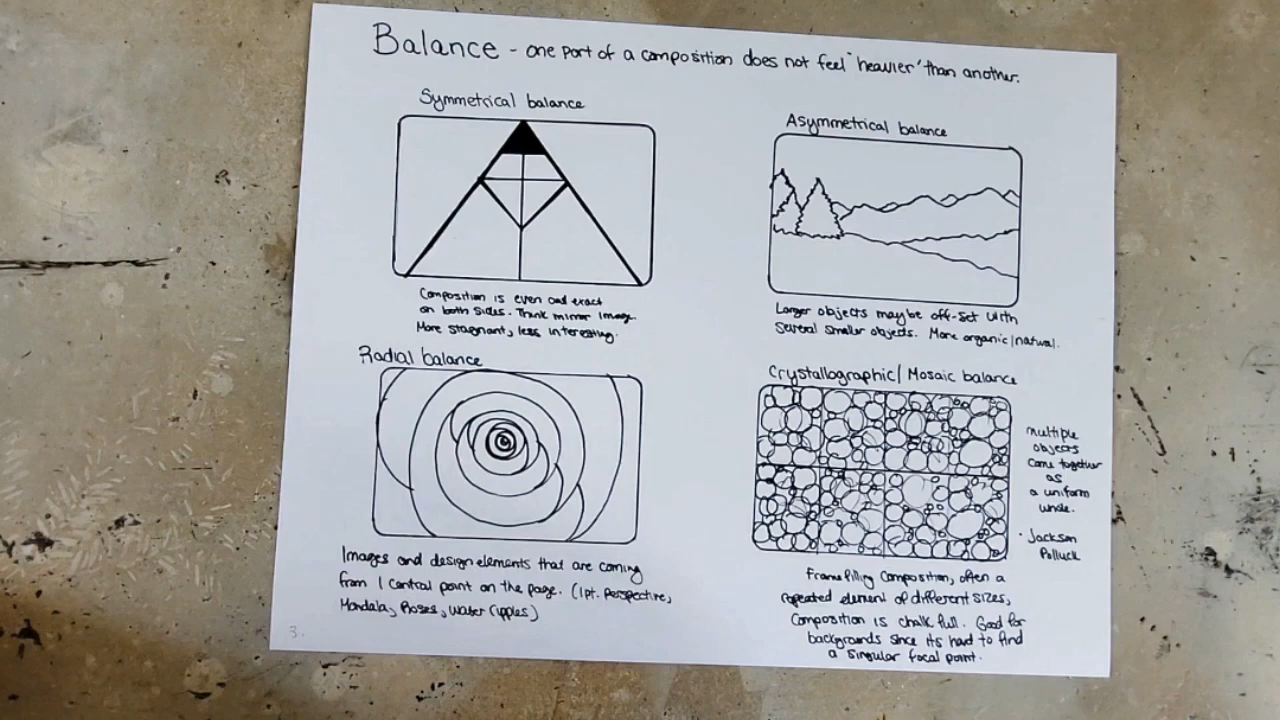 Balance - one part of a composition does not feel "heavier" than another.
Symmetrical balance
Composition is even and exact
on both sides. Think mirror image.
More stagnant, less interesting.
Asymmetrical balance
Larger objects may be off-set with
several smaller objects. More organic/natural.
Radial balance
Images and design elements that are coming
from 1 central point on the page. (1pt. perspective,
Mandala, Roses, water ripples)
Crystallographic/ Mosaic balance
multiple
objects
come together
as
a uniform
whole.
· Jackson
Polluck
Frame filling composition, often a
repeated element of different sizes,
Composition is chalk full. Good for
backgrounds since its hard to find
a singular focal point.
3.